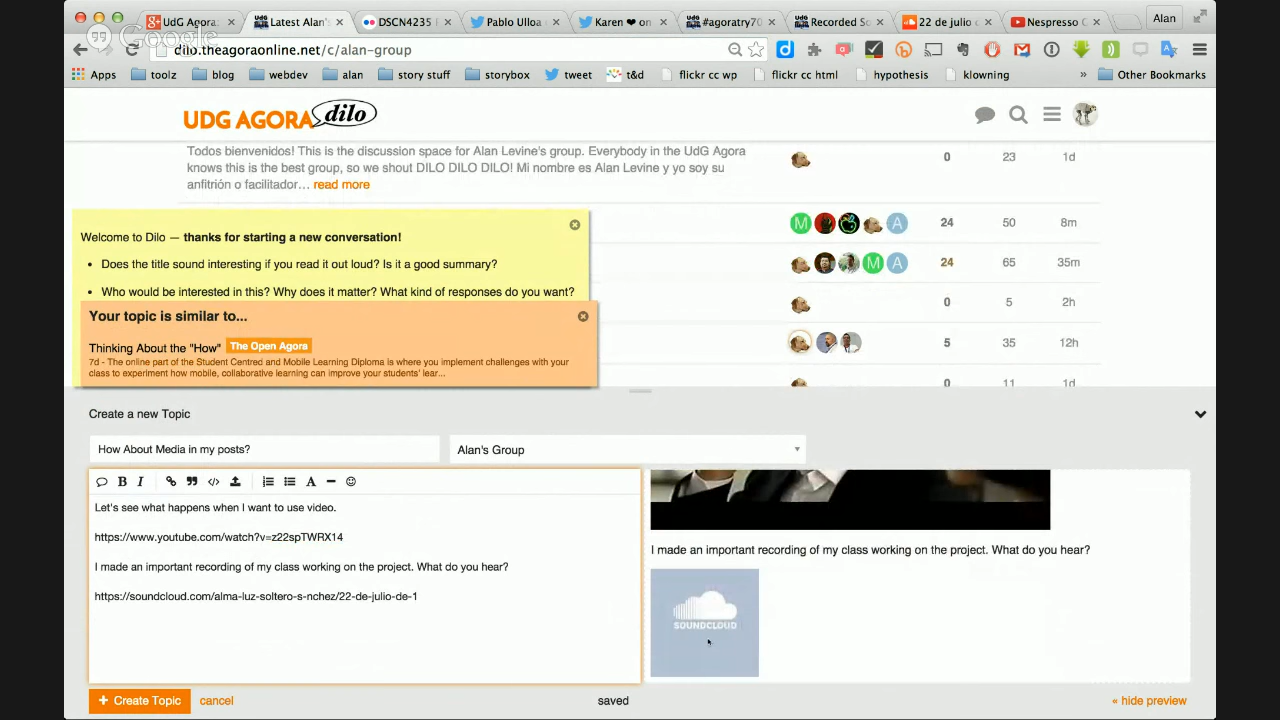 UdG Agora:
Latest Alan's
DSCN4235
Pablo Ulloa
Karen ❤ on
#agoratry70
Recorded So
22 de julio d
Nespresso C
Alan
Google
dilo.theagoraonline.net/c/alan-group
Apps
toolz
blog
webdev
alan
story stuff
storybox
tweet
t&d
flickr cc wp
flickr cc html
hypothesis
klowning
»
Other Bookmarks
UDG AGORA dilo
Todos bienvenidos! This is the discussion space for Alan Levine's group. Everybody in the UdG Agora
knows this is the best group, so we shout DILO DILO DILO! Mi nombre es Alan Levine y yo soy su
anfitrión o facilitador… read more
0 23 1d
M A 24 50 8m
M A 24 65 35m
0 5 2h
5 35 12h
0 11 1d
Welcome to Dilo — thanks for starting a new conversation!
• Does the title sound interesting if you read it out loud? Is it a good summary?
• Who would be interested in this? Why does it matter? What kind of responses do you want?
Your topic is similar to...
Thinking About the "How" The Open Agora
7d - The online part of the Student Centred and Mobile Learning Diploma is where you implement challenges with your
class to experiment how mobile, collaborative learning can improve your students' lear...
Create a new Topic
How About Media in my posts?
Alan's Group
B I A
Let's see what happens when I want to use video.
https://www.youtube.com/watch?v=z22spTWRX14
I made an important recording of my class working on the project. What do you hear?
https://soundcloud.com/alma-luz-soltero-s-nchez/22-de-julio-de-1
I made an important recording of my class working on the project. What do you hear?
SOUNDCLOUD
+ Create Topic
cancel
saved
« hide preview